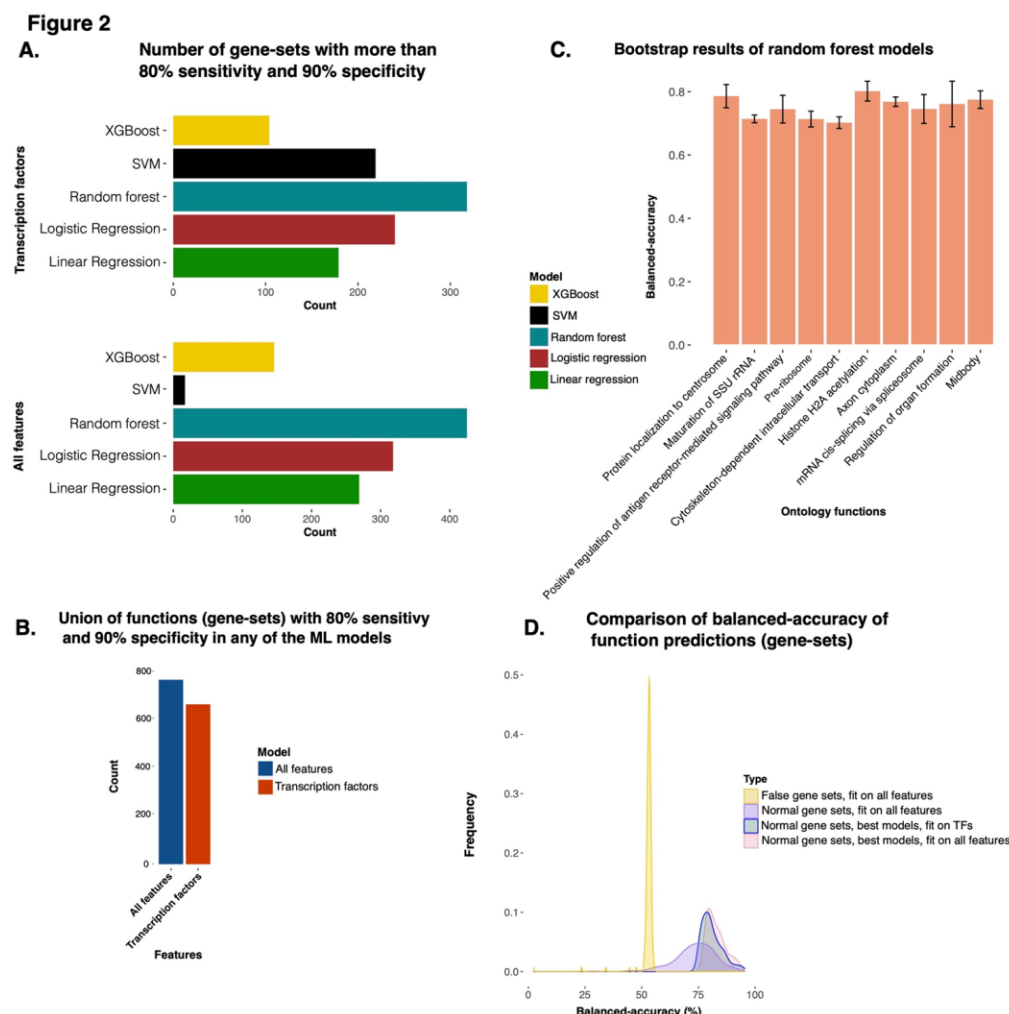 Figure 2
A.
Number of gene-sets with more than
80% sensitivity and 90% specificity
Transcription factors
XGBoost
SVM
Random forest
Logistic Regression
Linear Regression
0 100 200 300
Count
All features
XGBoost
SVM
Random forest
Logistic Regression
Linear Regression
0 100 200 300 400
Count
Model
XGBoost
SVM
Random forest
Logistic regression
Linear regression
C.
Bootstrap results of random forest models
Balanced-accuracy
0.8
0.6
0.4
0.2
0.0
Protein localization to centrosome
Maturation of SSU rRNA
Positive regulation of antigen receptor-mediated signaling pathway
Pre-ribosome
Cytoskeleton-dependent intracellular transport
Histone H2A acetylation
Axon cytoplasm
mRNA cis-splicing via spliceosome
Regulation of organ formation
Midbody
Ontology functions
B.
Union of functions (gene-sets) with 80% sensitivy
and 90% specificity in any of the ML models
Count
800
600
400
200
0
All features
Transcription factors
Features
Model
All features
Transcription factors
D.
Comparison of balanced-accuracy of
function predictions (gene-sets)
Frequency
0.5
0.4
0.3
0.2
0.1
0.0
0 25 50 75 100
Balanced-accuracy (%)
Type
False gene sets, fit on all features
Normal gene sets, fit on all features
Normal gene sets, best models, fit on TFs
Normal gene sets, best models, fit on all features